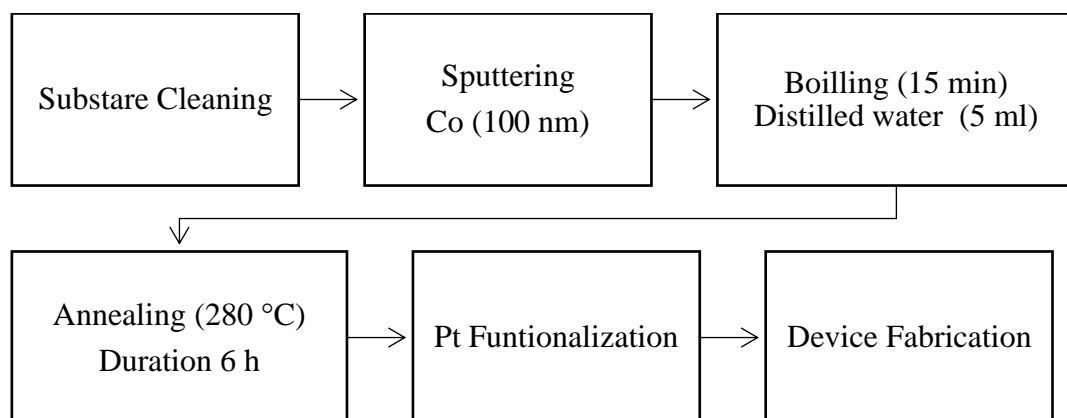 Substare Cleaning
Sputtering
Co (100 nm)
Boilling (15 min)
Distilled water  (5 ml)
Annealing (280 °C)
Duration 6 h
Pt Funtionalization
Device Fabrication